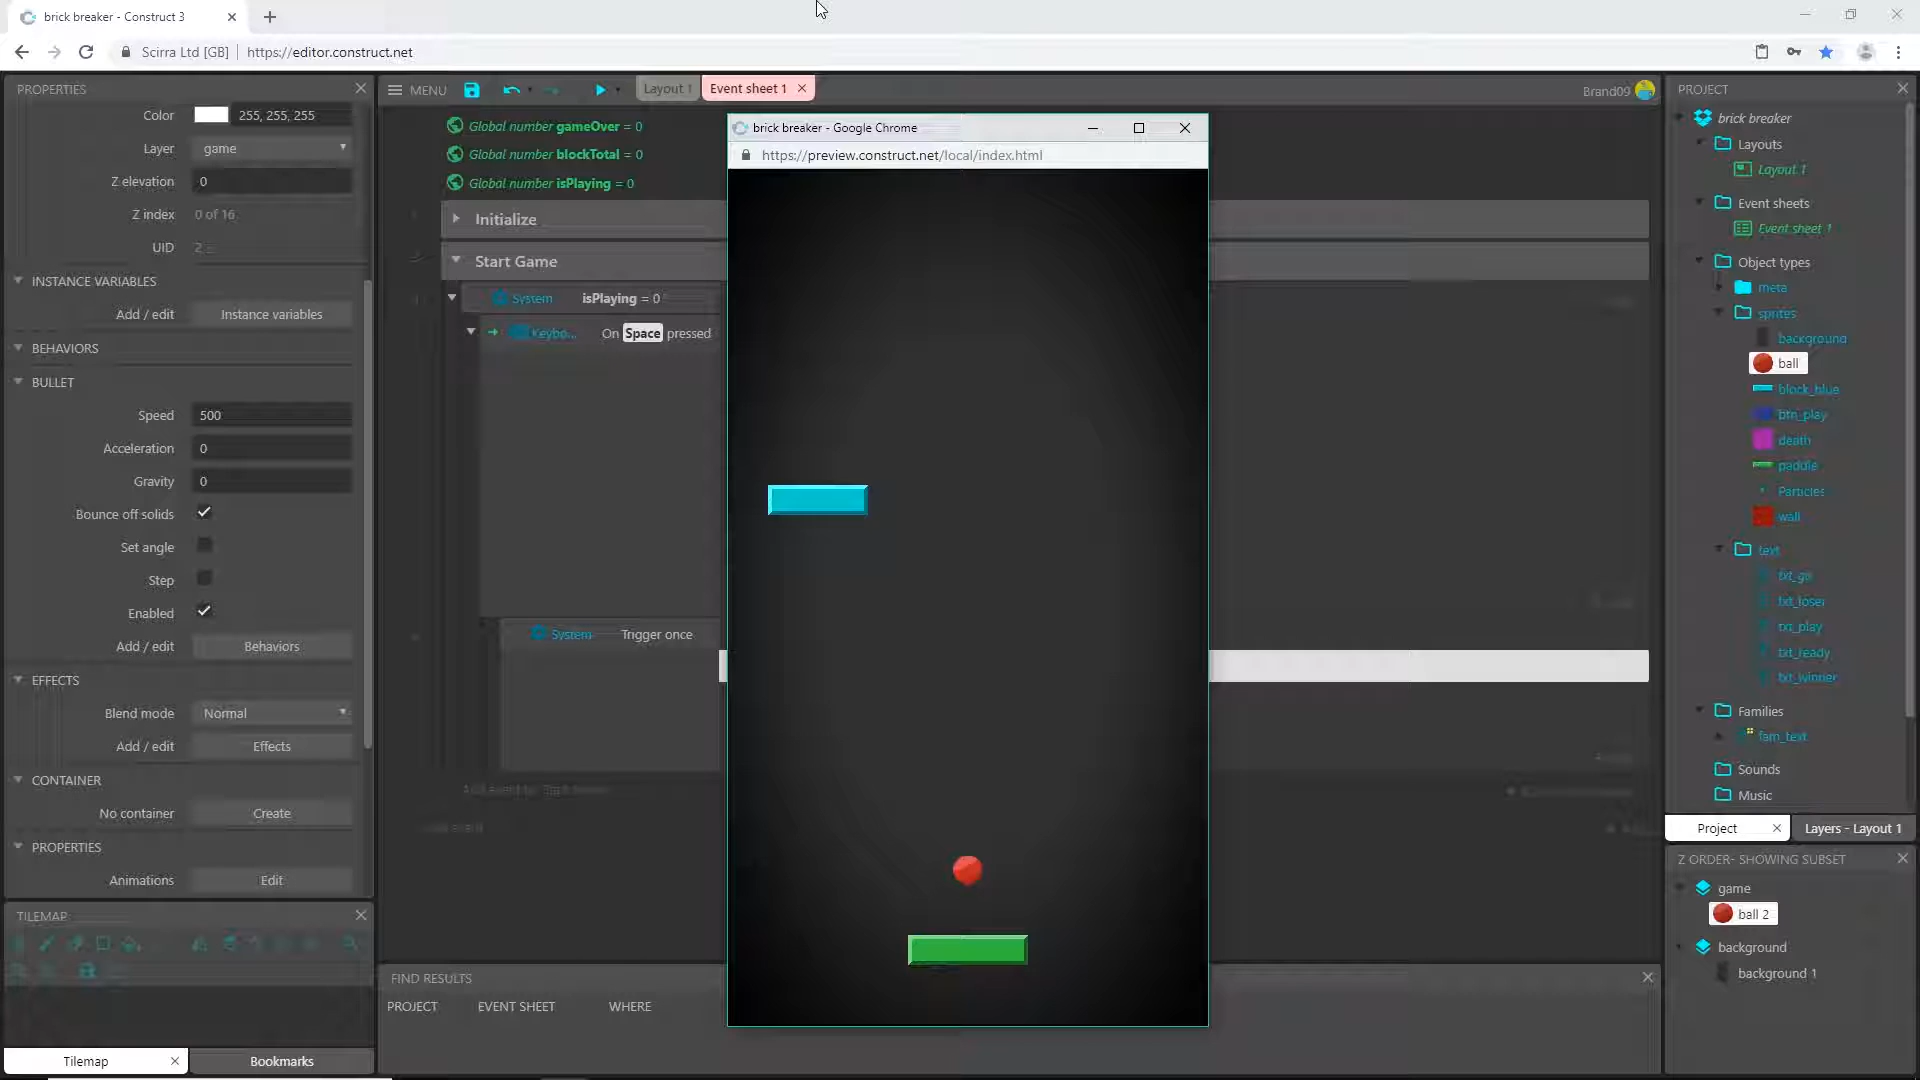 brick breaker - Construct 3
Scirra Ltd [GB]
https://editor.construct.net
PROPERTIES
Color 255, 255, 255
Layer game
Z elevation 0
Z index 0 of 16
UID 2
INSTANCE VARIABLES
Add / edit Instance variables
BEHAVIORS
BULLET
Speed 500
Acceleration 0
Gravity 0
Bounce off solids
Set angle
Step
Enabled
Add / edit Behaviors
EFFECTS
Blend mode Normal
Add / edit Effects
CONTAINER
No container Create
PROPERTIES
Animations Edit
TILEMAP
Tilemap
Bookmarks
MENU
Layout 1
Event sheet 1
Brand09
Global number gameOver = 0
Global number blockTotal = 0
Global number isPlaying = 0
Initialize
Start Game
System isPlaying = 0
Keybo... On Space pressed
System Trigger once
brick breaker - Google Chrome
https://preview.construct.net/local/index.html
FIND RESULTS
PROJECT EVENT SHEET WHERE
PROJECT
brick breaker
Layouts
Layout 1
Event sheets
Event sheet 1
Object types
meta
sprites
background
ball
block_blue
btn_play
death
paddle
Particles
wall
text
txt_go
txt_loser
txt_play
txt_ready
txt_winner
Families
fam_text
Sounds
Music
Project
Layers - Layout 1
Z ORDER- SHOWING SUBSET
game
ball 2
background
background 1